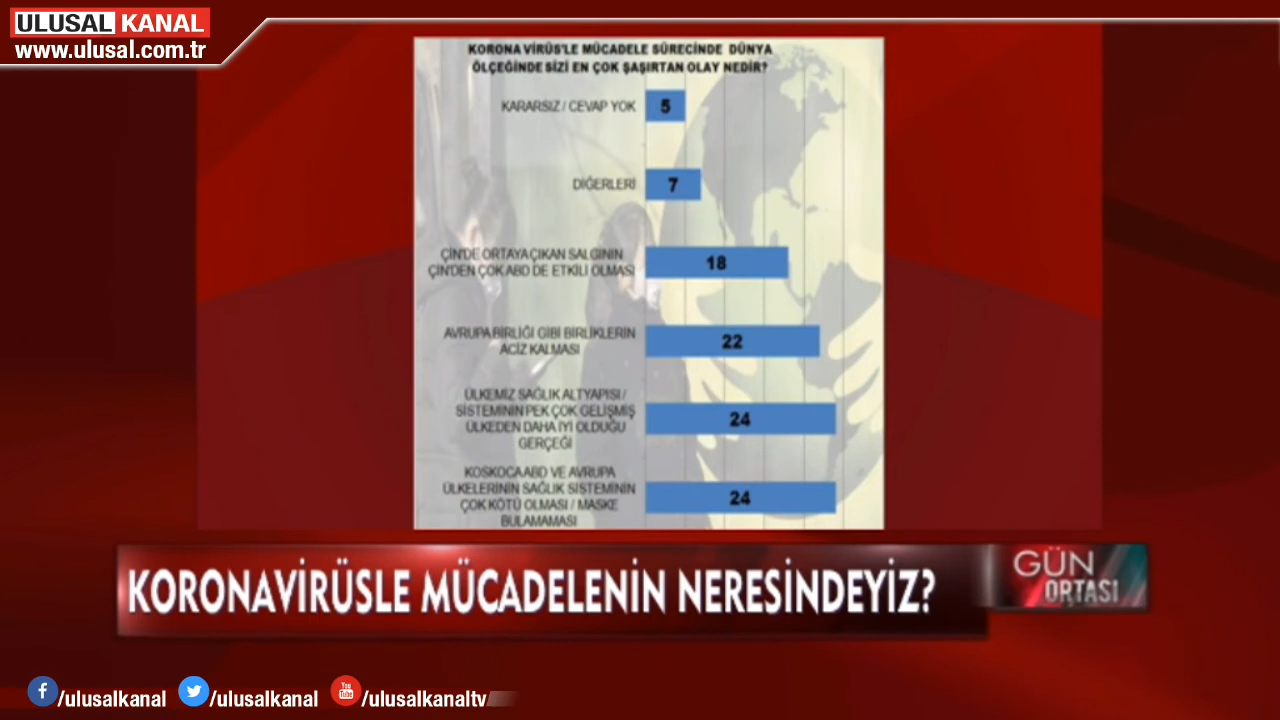 ULUSAL KANAL
www.ulusal.com.tr
KORONA VİRÜS'LE MÜCADELE SÜRECİNDE DÜNYA
ÖLÇEĞİNDE SİZİ EN ÇOK ŞAŞIRTAN OLAY NEDİR?
KARARSIZ / CEVAP YOK
5
DİĞERLERİ
7
ÇİN'DE ORTAYA ÇIKAN SALGININ
ÇİN'DEN ÇOK ABD DE ETKİLİ OLMASI
18
AVRUPA BİRLİĞİ GİBİ BİRLİKLERİN
ACİZ KALMASI
22
ÜLKEMİZ SAĞLIK ALTYAPISI /
SİSTEMİNİN PEK ÇOK GELİŞMİŞ
ÜLKEDEN DAHA İYİ OLDUĞU
GERÇEĞİ
24
KOSKOCA ABD VE AVRUPA
ÜLKELERİNİN SAĞLIK SİSTEMİNİN
ÇOK KÖTÜ OLMASI / MASKE
BULAMAMASI
24
KORONAVİRÜSLE MÜCADELENİN NERESİNDEYİZ?
GÜN
ORTASI
/ulusalkanal
/ulusalkanal
You Tube
/ulusalkanaltv